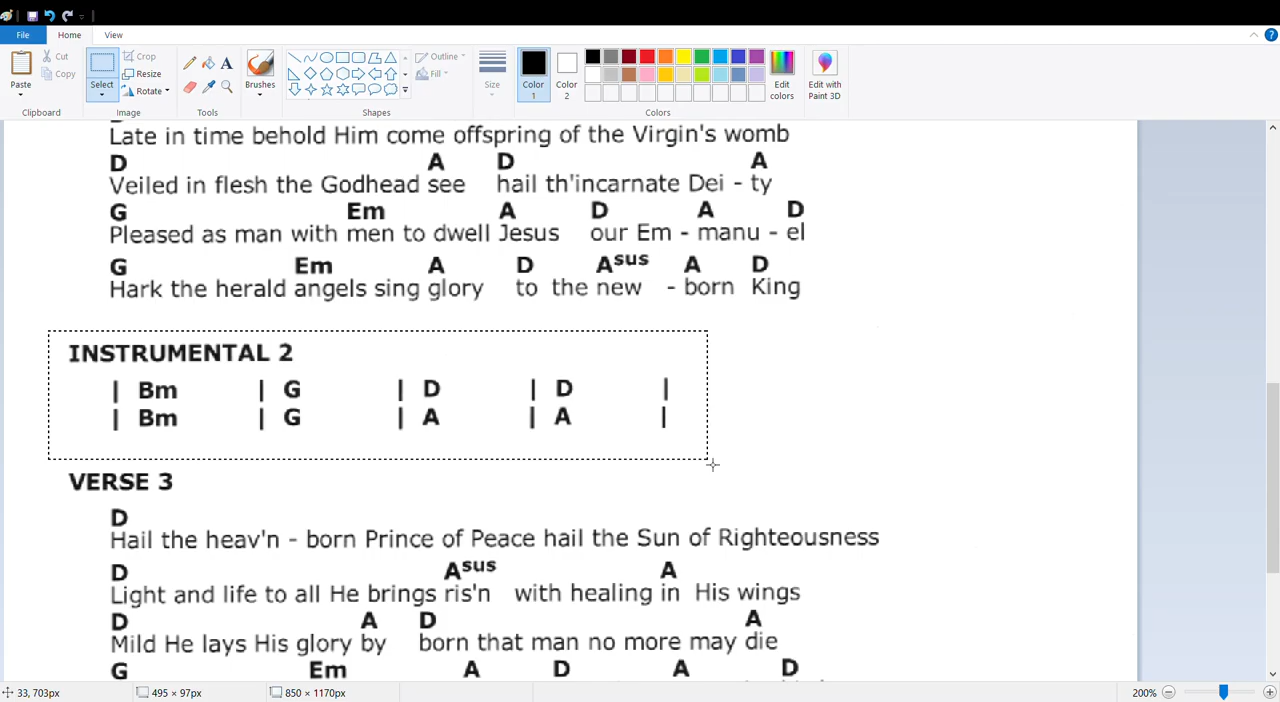 File Home View
Paste Cut Copy Clipboard
Select Crop Resize Rotate Image
Tools
Brushes
Outline Fill Shapes
Size
Color 1 Color 2 Edit colors Edit with Paint 3D Colors
Late in time behold Him come offspring of the Virgin's womb
D A D A
Veiled in flesh the Godhead see hail th'incarnate Dei - ty
G Em A D A D
Pleased as man with men to dwell Jesus our Em - manu - el
G Em A D Asus A D
Hark the herald angels sing glory to the new - born King
INSTRUMENTAL 2
| Bm | G | D | D |
| Bm | G | A | A |
VERSE 3
D
Hail the heav'n - born Prince of Peace hail the Sun of Righteousness
D Asus A
Light and life to all He brings ris'n with healing in His wings
D A D A
Mild He lays His glory by born that man no more may die
G Em A D A D
33, 703px 495 × 97px 850 × 1170px 200%